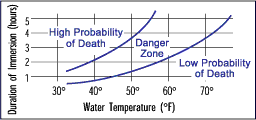 Duration of Immersion (hours)
5
4
3
2
1
High Probability
of Death
Danger
Zone
Low Probability
of Death
30° 40° 50° 60° 70°
Water Temperature (°F)